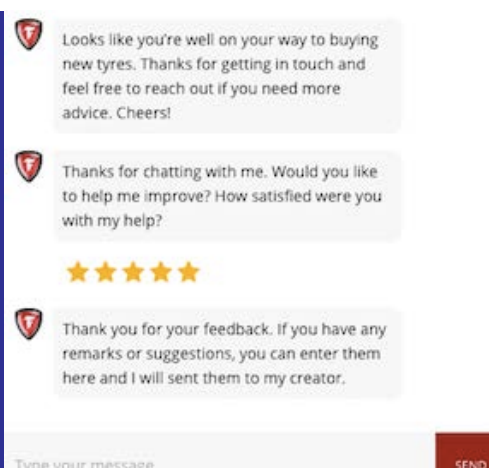 Looks like you're well on your way to buying
new tyres. Thanks for getting in touch and
feel free to reach out if you need more
advice. Cheers!
Thanks for chatting with me. Would you like
to help me improve? How satisfied were you
with my help?
Thank you for your feedback. If you have any
remarks or suggestions, you can enter them
here and I will sent them to my creator.
Type your message
SEND